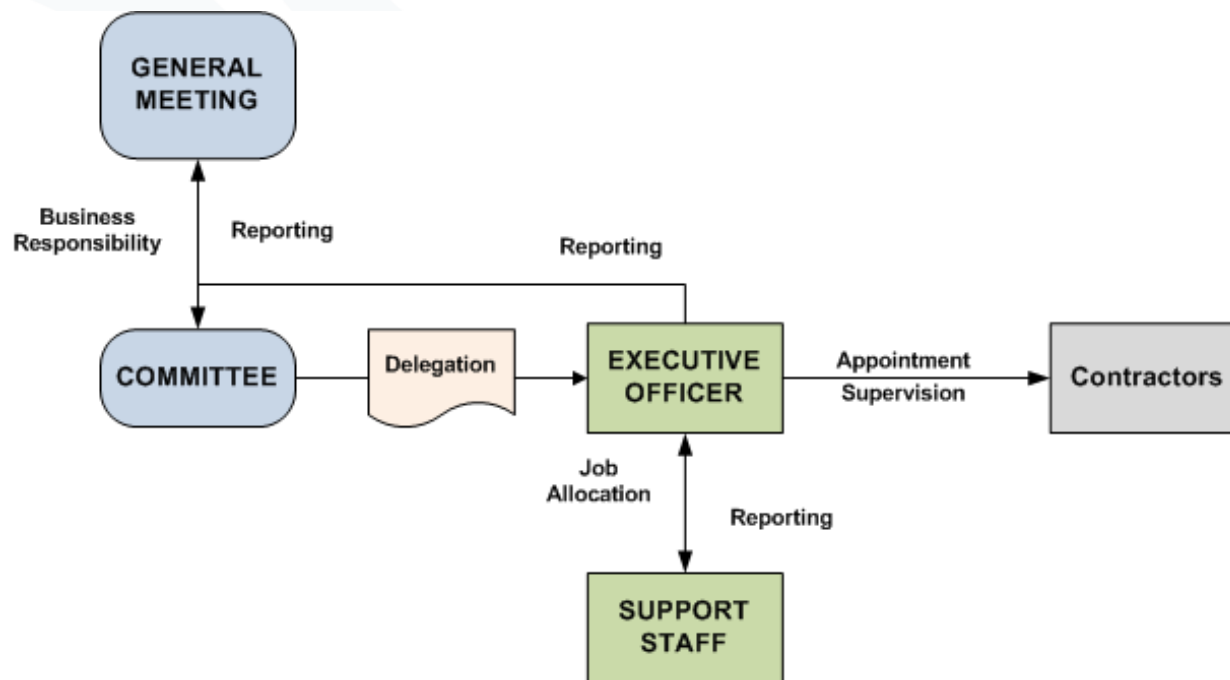 GENERAL
MEETING
Business
Responsibility
Reporting
Reporting
COMMITTEE
Delegation
EXECUTIVE
OFFICER
Appointment
Supervision
Contractors
Job
Allocation
Reporting
SUPPORT
STAFF